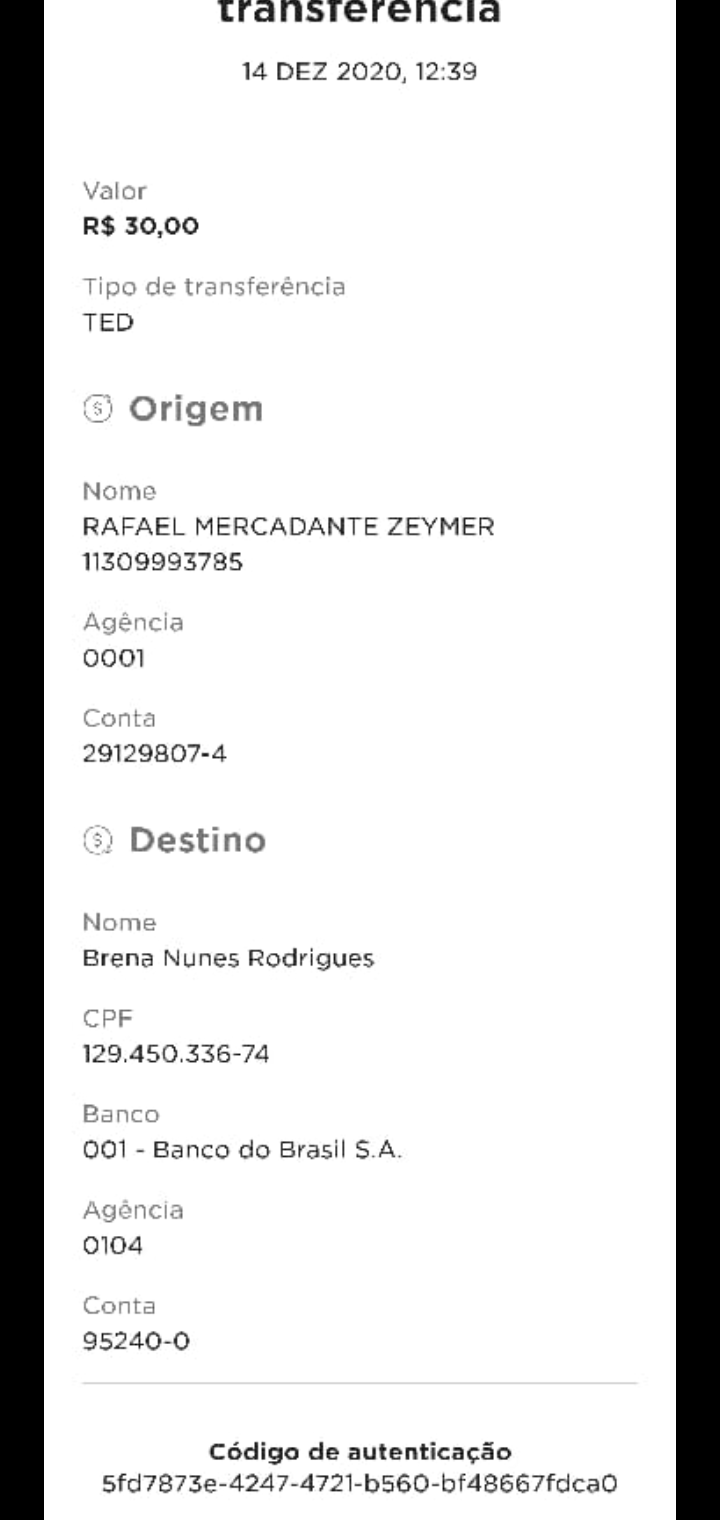 transferência
14 DEZ 2020, 12:39
Valor
R$ 30,00
Tipo de transferência
TED
Origem
Nome
RAFAEL MERCADANTE ZEYMER
11309993785
Agência
0001
Conta
29129807-4
Destino
Nome
Brena Nunes Rodrigues
CPF
129.450.336-74
Banco
001 - Banco do Brasil S.A.
Agência
0104
Conta
95240-0
Código de autenticação
5fd7873e-4247-4721-b560-bf48667fdca0